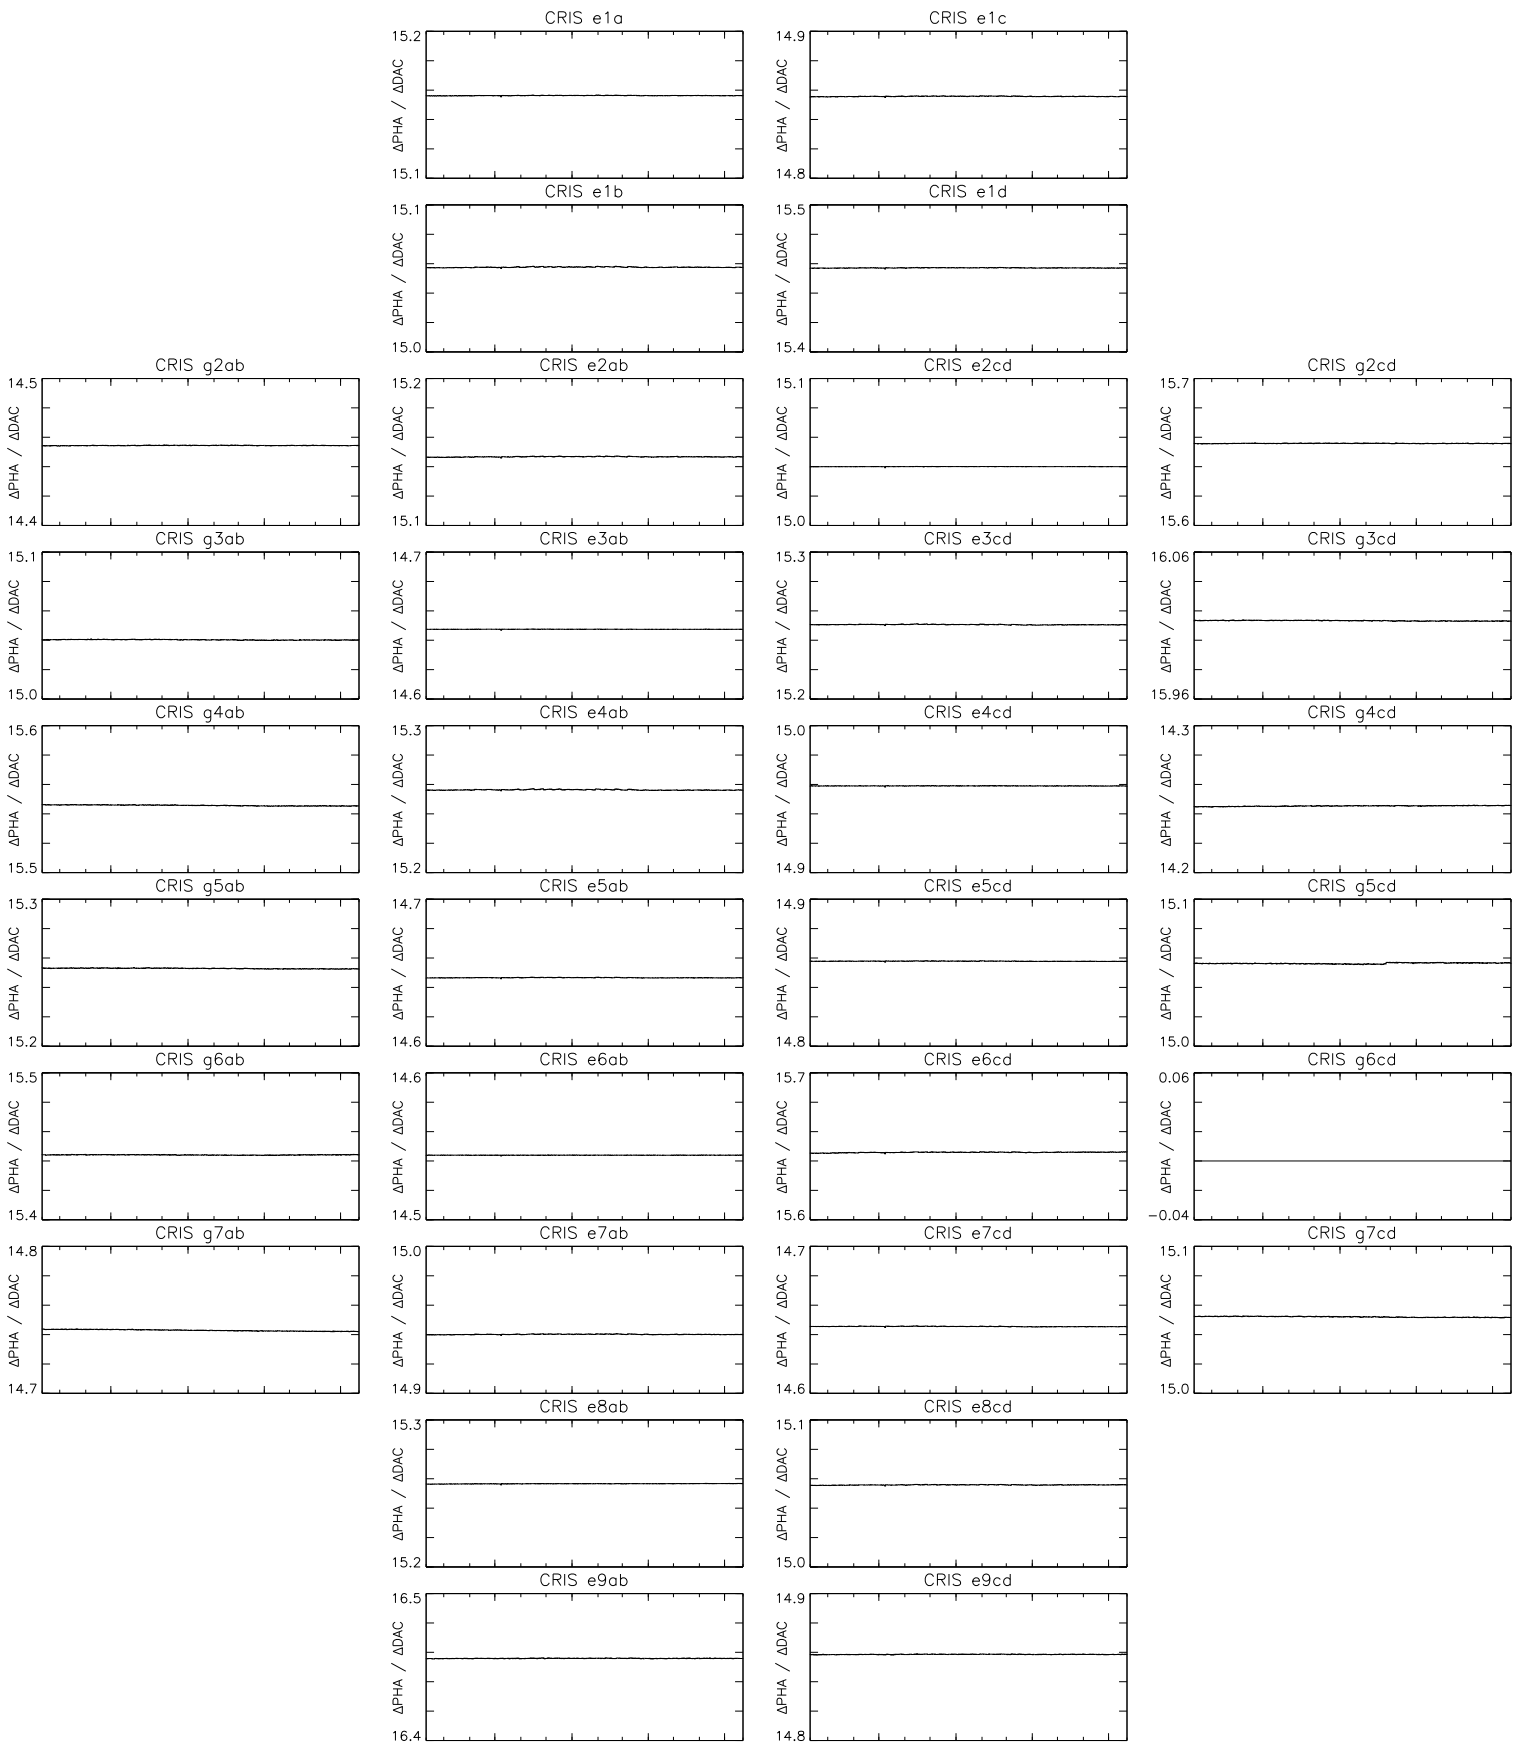 CRIS e1a
15.2
ΔPHA / ΔDAC
15.1
CRIS e1c
14.9
ΔPHA / ΔDAC
14.8
CRIS e1b
15.1
ΔPHA / ΔDAC
15.0
CRIS e1d
15.5
ΔPHA / ΔDAC
15.4
CRIS g2ab
14.5
ΔPHA / ΔDAC
14.4
CRIS e2ab
15.2
ΔPHA / ΔDAC
15.1
CRIS e2cd
15.1
ΔPHA / ΔDAC
15.0
CRIS g2cd
15.7
ΔPHA / ΔDAC
15.6
CRIS g3ab
15.1
ΔPHA / ΔDAC
15.0
CRIS e3ab
14.7
ΔPHA / ΔDAC
14.6
CRIS e3cd
15.3
ΔPHA / ΔDAC
15.2
CRIS g3cd
16.06
ΔPHA / ΔDAC
15.96
CRIS g4ab
15.6
ΔPHA / ΔDAC
15.5
CRIS e4ab
15.3
ΔPHA / ΔDAC
15.2
CRIS e4cd
15.0
ΔPHA / ΔDAC
14.9
CRIS g4cd
14.3
ΔPHA / ΔDAC
14.2
CRIS g5ab
15.3
ΔPHA / ΔDAC
15.2
CRIS e5ab
14.7
ΔPHA / ΔDAC
14.6
CRIS e5cd
14.9
ΔPHA / ΔDAC
14.8
CRIS g5cd
15.1
ΔPHA / ΔDAC
15.0
CRIS g6ab
15.5
ΔPHA / ΔDAC
15.4
CRIS e6ab
14.6
ΔPHA / ΔDAC
14.5
CRIS e6cd
15.7
ΔPHA / ΔDAC
15.6
CRIS g6cd
0.06
ΔPHA / ΔDAC
−0.04
CRIS g7ab
14.8
ΔPHA / ΔDAC
14.7
CRIS e7ab
15.0
ΔPHA / ΔDAC
14.9
CRIS e7cd
14.7
ΔPHA / ΔDAC
14.6
CRIS g7cd
15.1
ΔPHA / ΔDAC
15.0
CRIS e8ab
15.3
ΔPHA / ΔDAC
15.2
CRIS e8cd
15.1
ΔPHA / ΔDAC
15.0
CRIS e9ab
16.5
ΔPHA / ΔDAC
16.4
CRIS e9cd
14.9
ΔPHA / ΔDAC
14.8